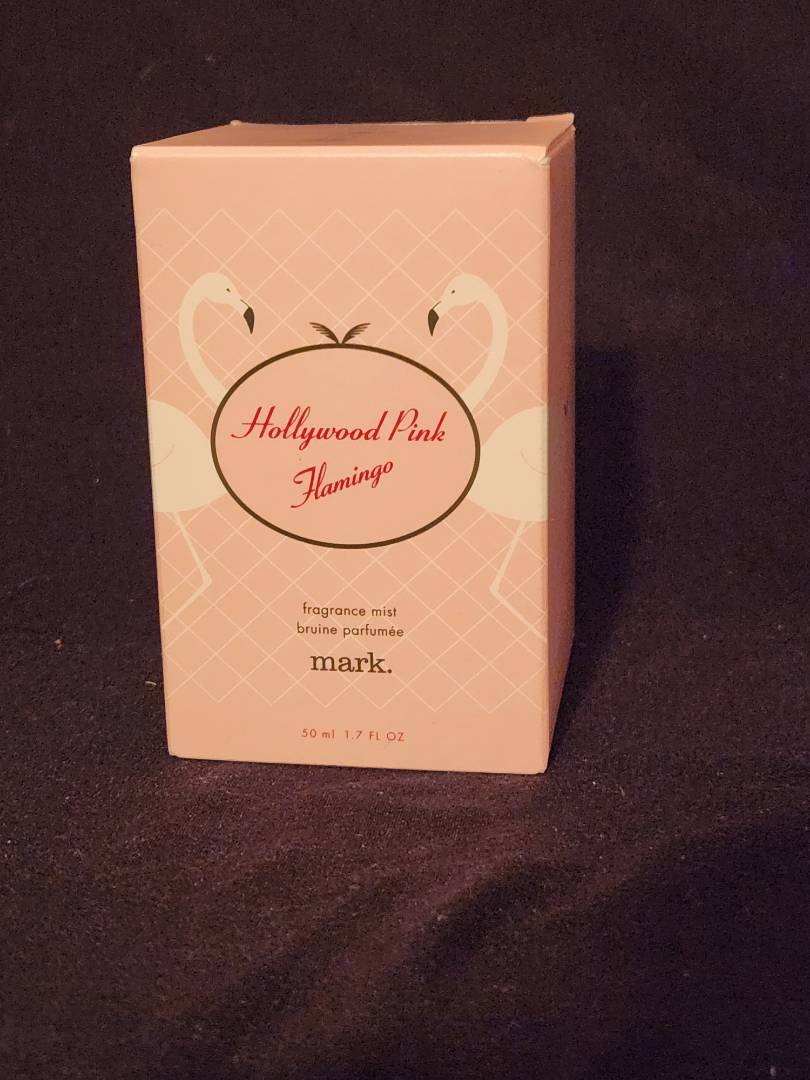 Hollywood Pink
Flamingo
fragrance mist
bruine parfumée
mark.
50 ml 1.7 FL OZ